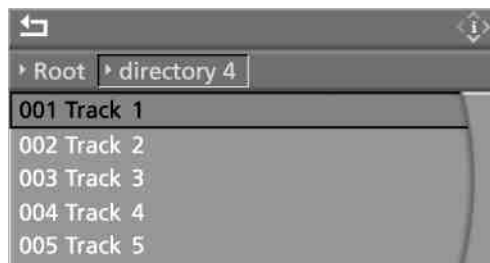 i
Root directory 4
001 Track 1
002 Track 2
003 Track 3
004 Track 4
005 Track 5